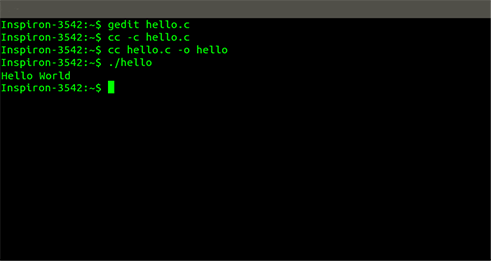 Inspiron-3542:~$ gedit hello.c
Inspiron-3542:~$ cc -c hello.c
Inspiron-3542:~$ cc hello.c -o hello
Inspiron-3542:~$ ./hello
Hello World
Inspiron-3542:~$